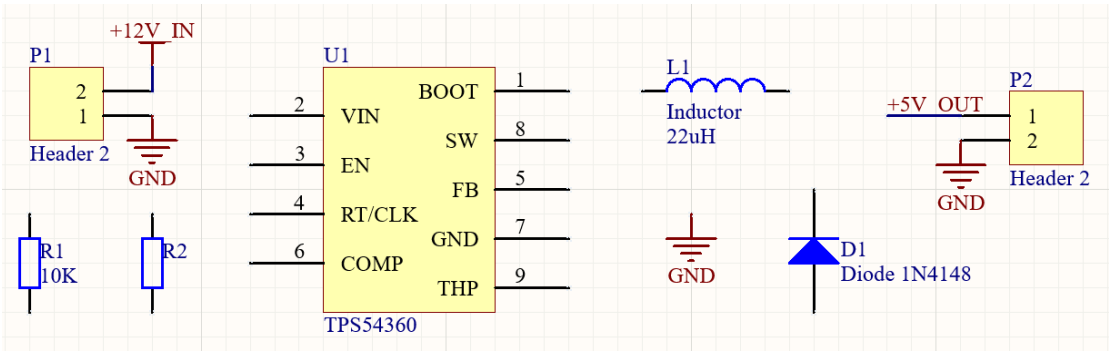 +12V_IN
P1
2
1
Header 2
GND
R1
10K
R2
U1
2
VIN
3
EN
4
RT/CLK
6
COMP
BOOT
1
SW
8
FB
5
GND
7
THP
9
TPS54360
L1
Inductor
22uH
GND
D1
Diode 1N4148
+5V_OUT
P2
1
2
Header 2
GND